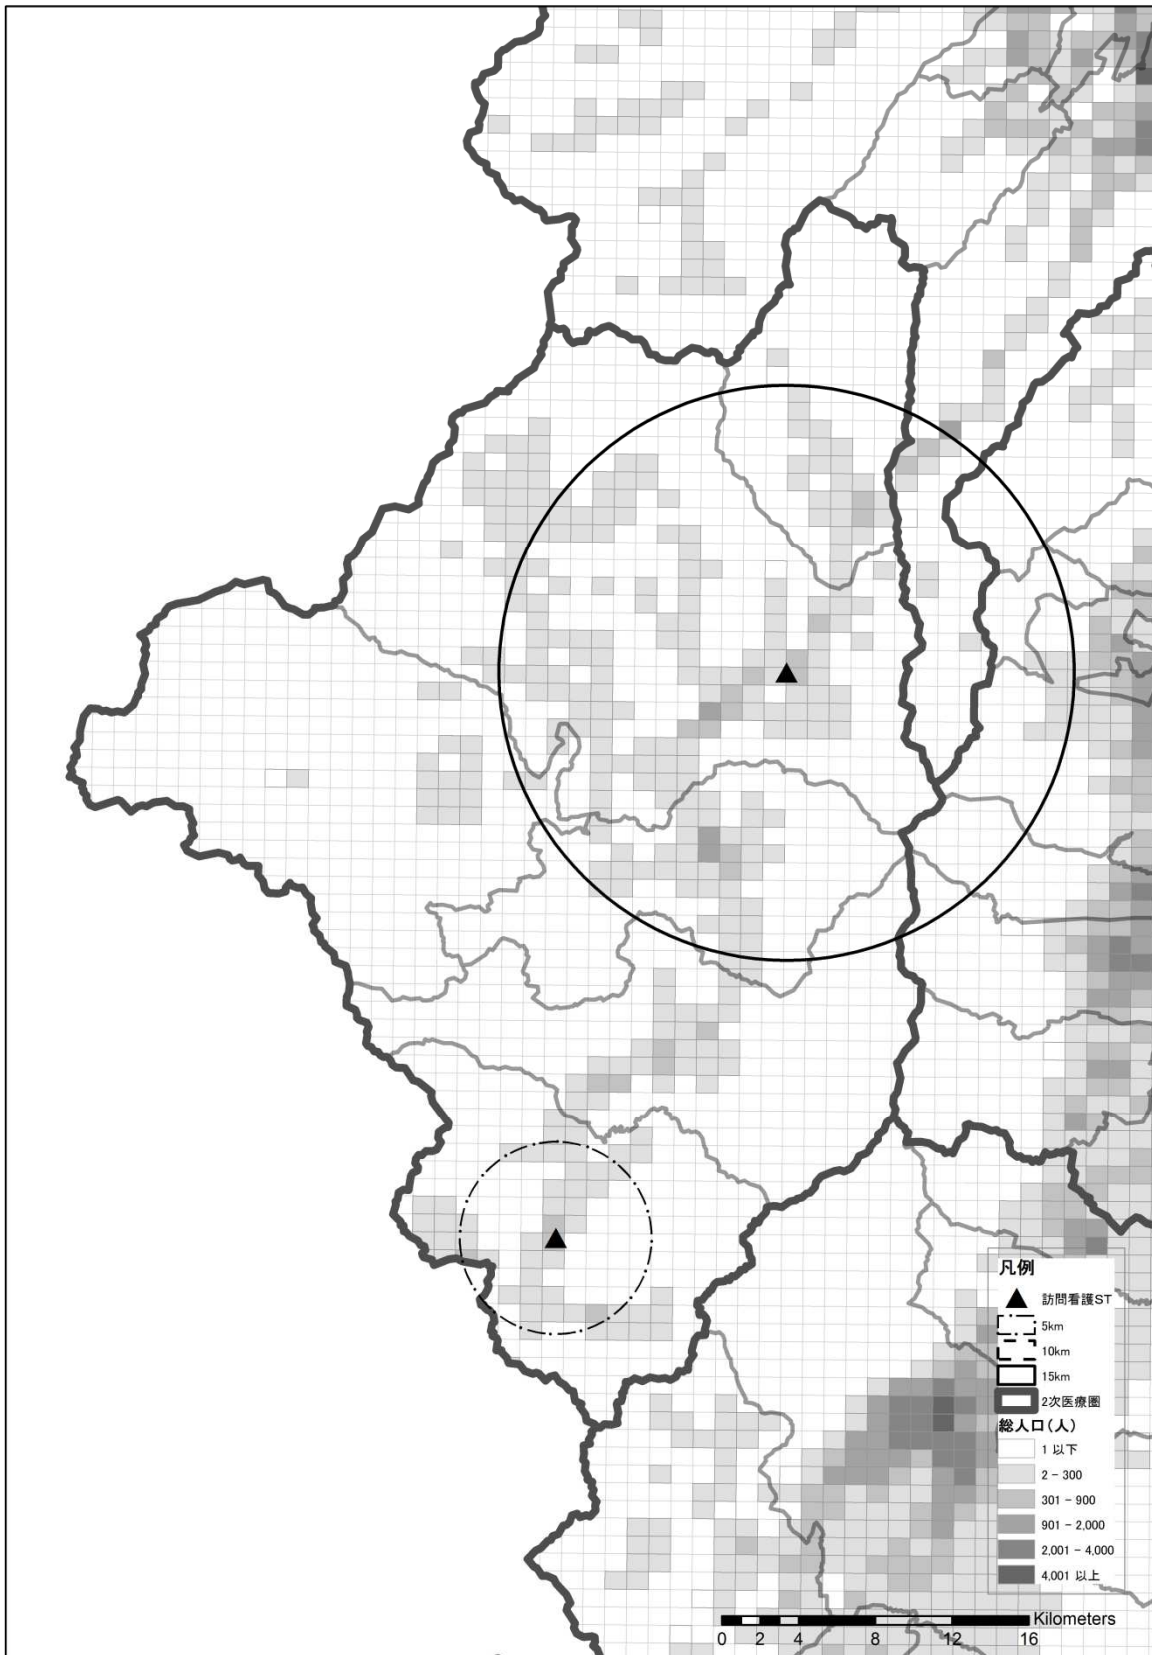 凡例
訪問看護ST
5km
10km
15km
2次医療圏
総人口(人)
1 以下
2 - 300
301 - 900
901 - 2,000
2,001 - 4,000
4,001 以上
Kilometers
0 2 4 8 12 16